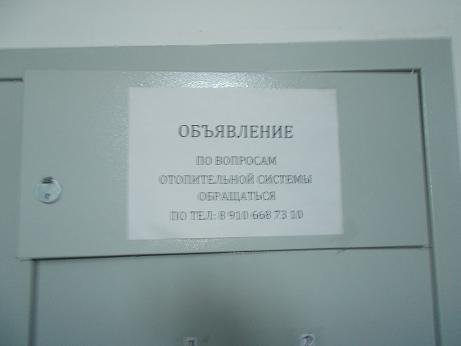 ОБЪЯВЛЕНИЕ
ПО ВОПРОСАМ
ОТОПИТЕЛЬНОЙ СИСТЕМЫ
ОБРАЩАТЬСЯ
ПО ТЕЛ: 8 910 668 73 10